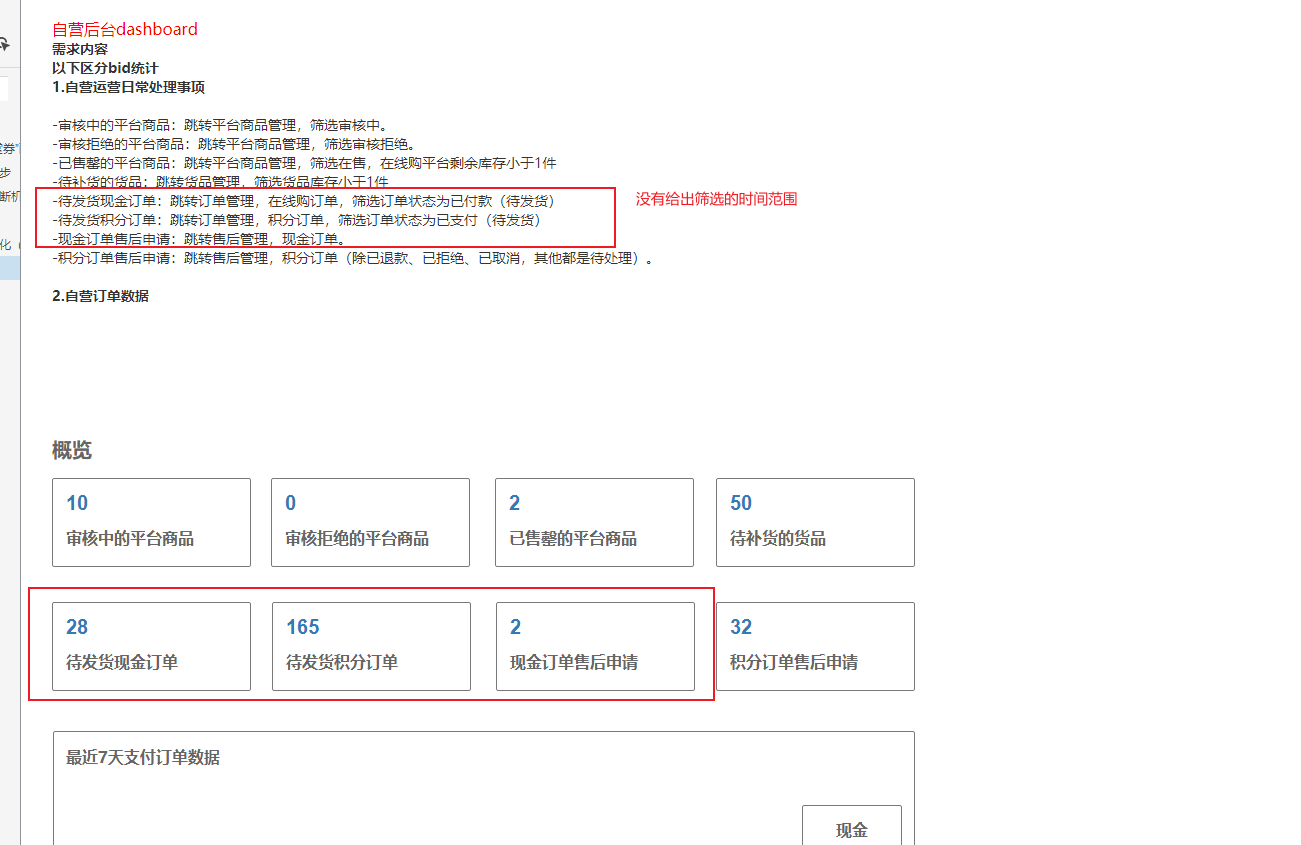 自营后台dashboard
需求内容
以下区分bid统计
1.自营运营日常处理事项
-审核中的平台商品：跳转平台商品管理，筛选审核中。
-审核拒绝的平台商品：跳转平台商品管理，筛选审核拒绝。
-已售罄的平台商品：跳转平台商品管理，筛选在售，在线购平台剩余库存小于1件
-待补货的货品：跳转货品管理，筛选货品库存小于1件
-待发货现金订单：跳转订单管理，在线购订单，筛选订单状态为已付款（待发货）
没有给出筛选的时间范围
-待发货积分订单：跳转订单管理，积分订单，筛选订单状态为已支付（待发货）
-现金订单售后申请：跳转售后管理，现金订单。
-积分订单售后申请：跳转售后管理，积分订单（除已退款、已拒绝、已取消，其他都是待处理）。
2.自营订单数据
步
断机
化（
概览
10
审核中的平台商品
0
审核拒绝的平台商品
2
已售罄的平台商品
50
待补货的货品
28
待发货现金订单
165
待发货积分订单
2
现金订单售后申请
32
积分订单售后申请
最近7天支付订单数据
现金